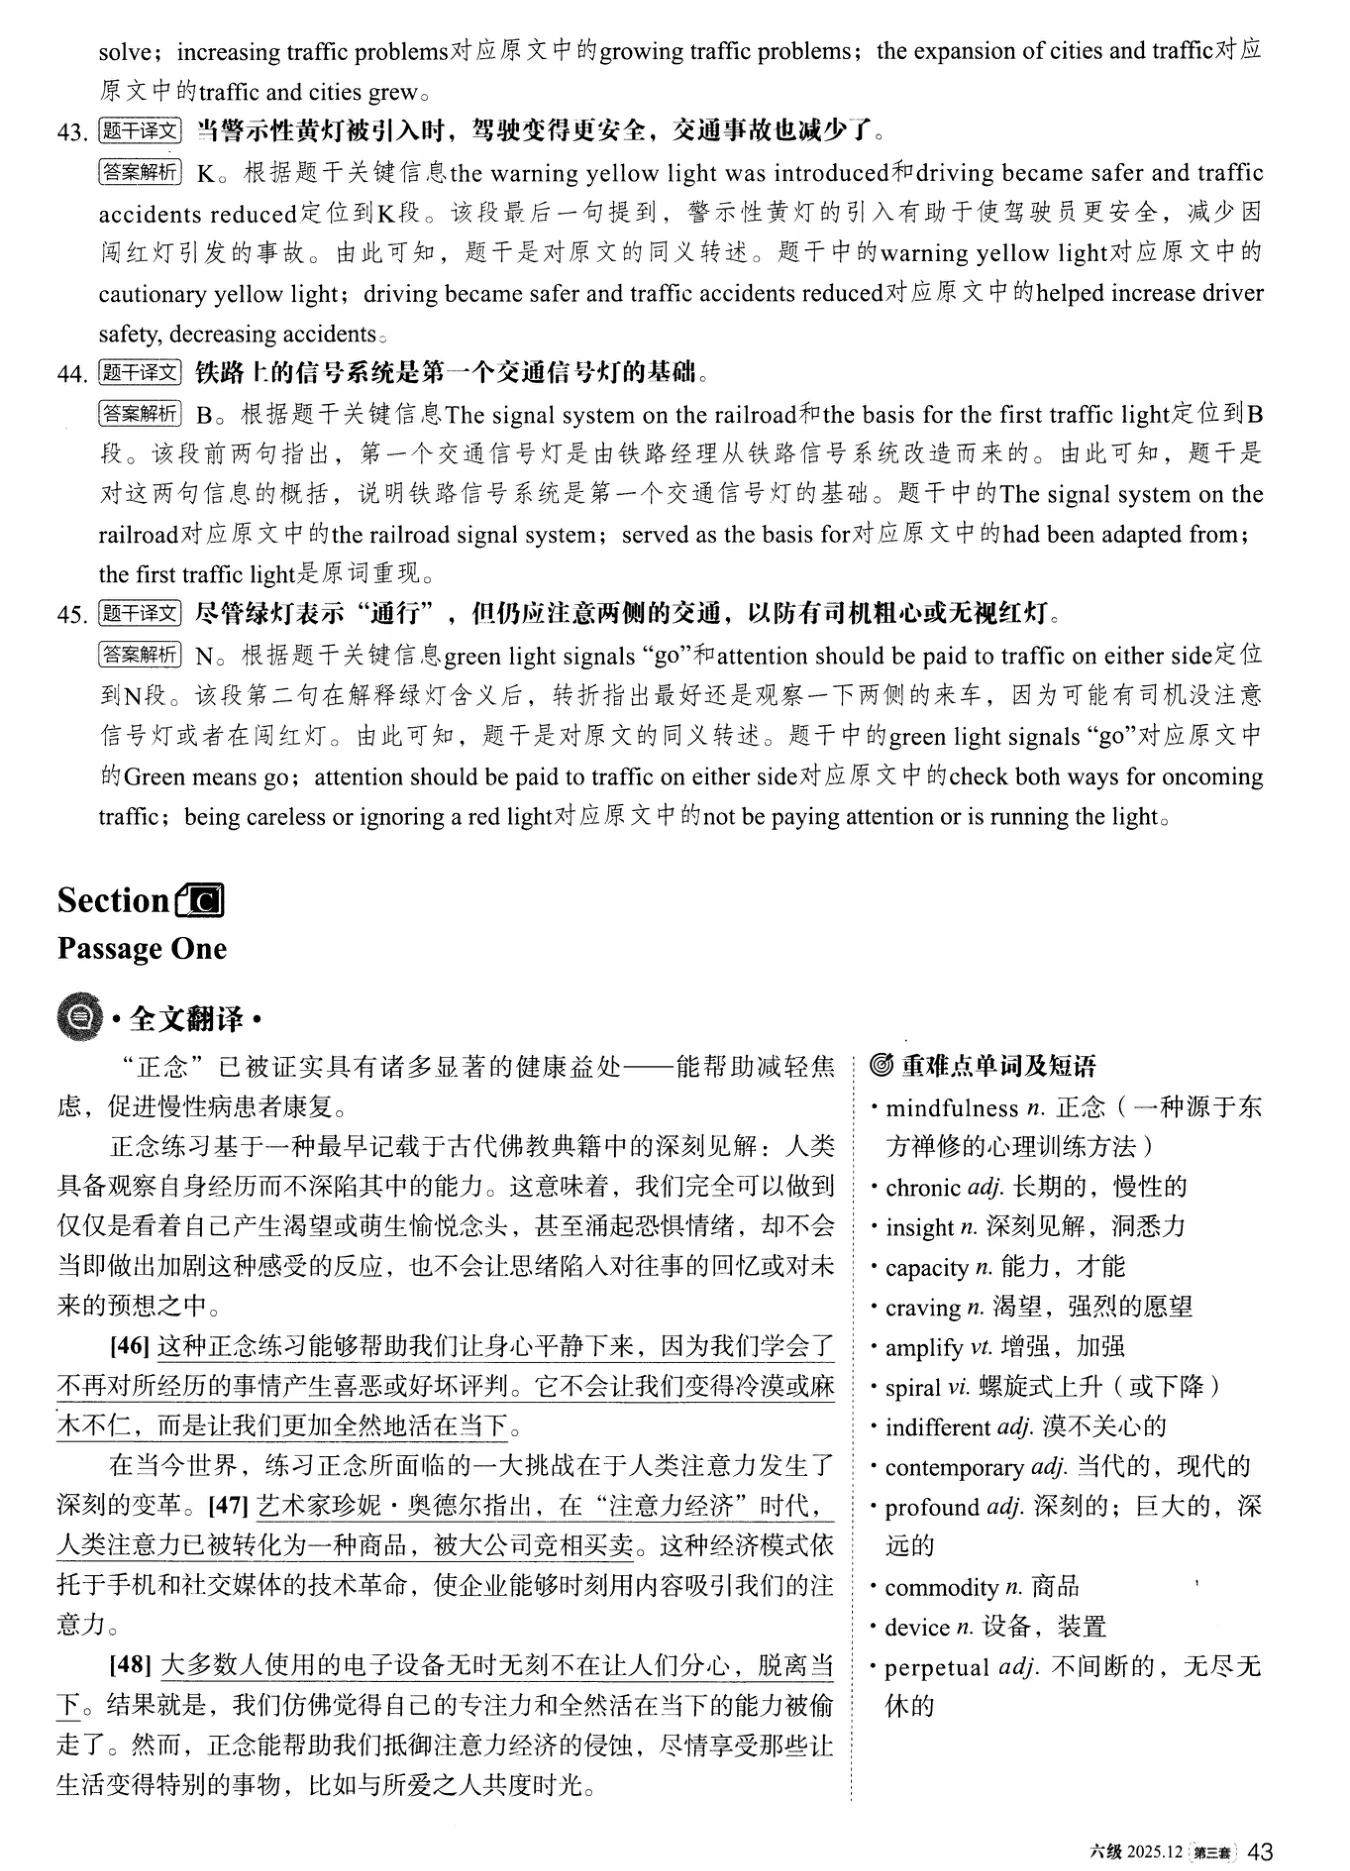 solve；increasing traffic problems对应原文中的growing traffic problems；the expansion of cities and traffic对应
原文中的traffic and cities grew。
43. 题干译文 当警示性黄灯被引入时，驾驶变得更安全，交通事故也减少了。
答案解析 K。根据题干关键信息the warning yellow light was introduced和driving became safer and traffic
accidents reduced定位到K段。该段最后一句提到，警示性黄灯的引入有助于使驾驶员更安全，减少因
闯红灯引发的事故。由此可知，题干是对原文的同义转述。题干中的warning yellow light对应原文中的
cautionary yellow light；driving became safer and traffic accidents reduced对应原文中的helped increase driver
safety, decreasing accidents。
44. 题干译文 铁路上的信号系统是第一个交通信号灯的基础。
答案解析 B。根据题干关键信息The signal system on the railroad和the basis for the first traffic light定位到B
段。该段前两句指出，第一个交通信号灯是由铁路经理从铁路信号系统改造而来的。由此可知，题干是
对这两句信息的概括，说明铁路信号系统是第一个交通信号灯的基础。题干中的The signal system on the
railroad对应原文中的the railroad signal system；served as the basis for对应原文中的had been adapted from；
the first traffic light是原词重现。
45. 题干译文 尽管绿灯表示“通行”，但仍应注意两侧的交通，以防有司机粗心或无视红灯。
答案解析 N。根据题干关键信息green light signals “go”和attention should be paid to traffic on either side定位
到N段。该段第二句在解释绿灯含义后，转折指出最好还是观察一下两侧的来车，因为可能有司机没注意
信号灯或者在闯红灯。由此可知，题干是对原文的同义转述。题干中的green light signals “go”对应原文中
的Green means go；attention should be paid to traffic on either side对应原文中的check both ways for oncoming
traffic；being careless or ignoring a red light对应原文中的not be paying attention or is running the light。
Section C
Passage One
·全文翻译·
“正念”已被证实具有诸多显著的健康益处——能帮助减轻焦
虑，促进慢性病患者康复。
正念练习基于一种最早记载于古代佛教典籍中的深刻见解：人类
具备观察自身经历而不深陷其中的能力。这意味着，我们完全可以做到
仅仅是看着自己产生渴望或萌生愉悦念头，甚至涌起恐惧情绪，却不会
当即做出加剧这种感受的反应，也不会让思绪陷入对往事的回忆或对未
来的预想之中。
[46] 这种正念练习能够帮助我们让身心平静下来，因为我们学会了
不再对所经历的事情产生喜恶或好坏评判。它不会让我们变得冷漠或麻
木不仁，而是让我们更加全然地活在当下。
在当今世界，练习正念所面临的一大挑战在于人类注意力发生了
深刻的变革。[47] 艺术家珍妮·奥德尔指出，在“注意力经济”时代，
人类注意力已被转化为一种商品，被大公司竞相买卖。这种经济模式依
托于手机和社交媒体的技术革命，使企业能够时刻用内容吸引我们的注
意力。
[48] 大多数人使用的电子设备无时无刻不在让人们分心，脱离当
下。结果就是，我们仿佛觉得自己的专注力和全然活在当下的能力被偷
走了。然而，正念能帮助我们抵御注意力经济的侵蚀，尽情享受那些让
生活变得特别的事物，比如与所爱之人共度时光。
重难点单词及短语
·mindfulness n. 正念（一种源于东
方禅修的心理训练方法）
·chronic adj. 长期的，慢性的
·insight n. 深刻见解，洞悉力
·capacity n. 能力，才能
·craving n. 渴望，强烈的愿望
·amplify vt. 增强，加强
·spiral vi. 螺旋式上升（或下降）
·indifferent adj. 漠不关心的
·contemporary adj. 当代的，现代的
·profound adj. 深刻的；巨大的，深
远的
·commodity n. 商品
·device n. 设备，装置
·perpetual adj. 不间断的，无尽无
休的
六级 2025.12 第三套 43